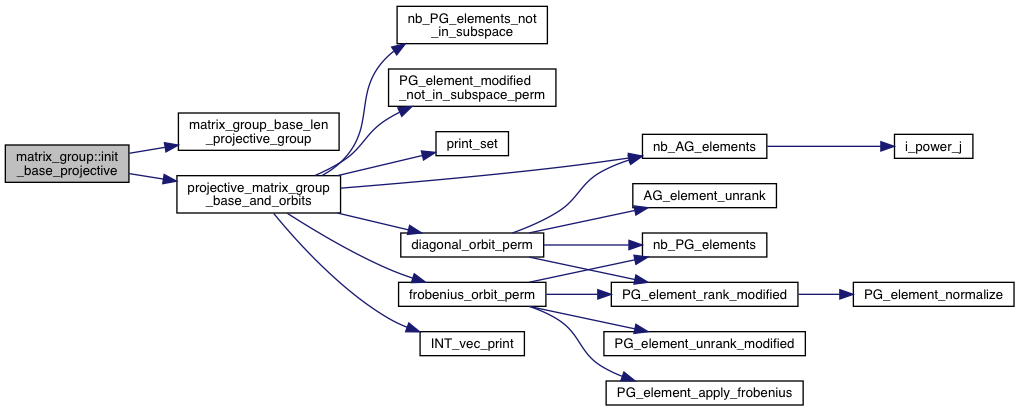 matrix_group::init
_base_projective
matrix_group_base_len
_projective_group
projective_matrix_group
_base_and_orbits
nb_PG_elements_not
_in_subspace
PG_element_modified
_not_in_subspace_perm
print_set
diagonal_orbit_perm
frobenius_orbit_perm
INT_vec_print
nb_AG_elements
AG_element_unrank
nb_PG_elements
PG_element_rank_modified
PG_element_unrank_modified
PG_element_apply_frobenius
i_power_j
PG_element_normalize